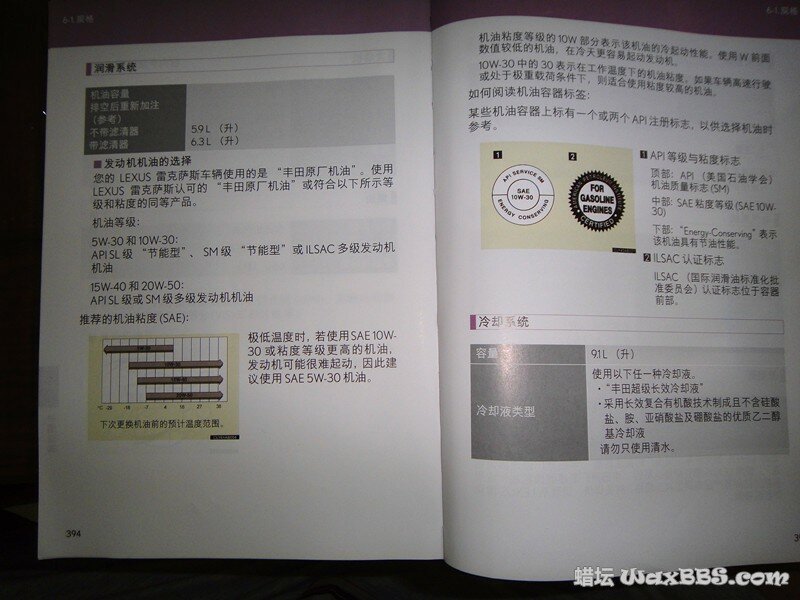 6-1. 规格
润滑系统
机油容量
排空后重新加注
（参考）
不带滤清器 5.9 L （升）
带滤清器 6.3 L （升）
■ 发动机机油的选择
您的 LEXUS 雷克萨斯车辆使用的是 “丰田原厂机油”。使用
LEXUS 雷克萨斯认可的 “丰田原厂机油” 或符合以下所示等
级和粘度的同等产品。
机油等级:
5W-30 和 10W-30:
API SL 级 “节能型”、SM 级 “节能型” 或 ILSAC 多级发动机
机油
15W-40 和 20W-50:
API SL 级或 SM 级多级发动机机油
推荐的机油粘度 (SAE):
极低温度时，若使用 SAE 10W-
30 或粘度等级更高的机油，
发动机可能很难起动，因此建
议使用 SAE 5W-30 机油。
°C -29 -18 -7 4 16 27 38
下次更换机油前的预计温度范围。
394
6-1. 规格
机油粘度等级的 10W 部分表示该机油的冷起动性能。使用 W 前面
数值较低的机油，在冷天更容易起动发动机。
10W-30 中的 30 表示在工作温度下的机油粘度。如果车辆高速行驶
或处于极重载荷条件下，则适合使用粘度较高的机油。
如何阅读机油容器标签:
某些机油容器上标有一个或两个 API 注册标志，以供选择机油时
参考。
1
API SERVICE SM
SAE
10W-30
ENERGY CONSERVING
2
FOR
GASOLINE
ENGINES
CERTIFIED
1 API 等级与粘度标志
顶部: API （美国石油学会）
机油质量标志 (SM)
中部: SAE 粘度等级 (SAE 10W-
30)
下部: “Energy-Conserving” 表示
该机油具有节油性能。
2 ILSAC 认证标志
ILSAC （国际润滑油标准化批
准委员会）认证标志位于容器
前部。
冷却系统
容量 9.1 L （升）
冷却液类型
使用以下任一种冷却液。
• “丰田超级长效冷却液”
• 采用长效复合有机酸技术制成且不含硅酸
盐、胺、亚硝酸盐及硼酸盐的优质乙二醇
基冷却液
请勿只使用清水。
蜡坛 WaxBBS.com